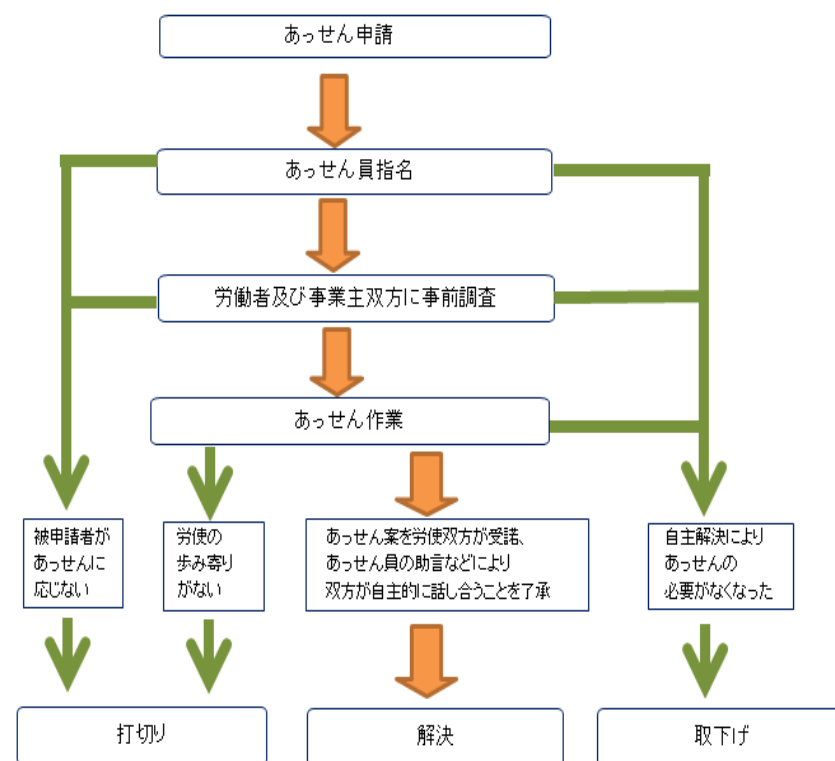 あっせん申請
あっせん員指名
労働者及び事業主双方に事前調査
あっせん作業
被申請者が
あっせんに
応じない
労使の
歩み寄り
がない
あっせん案を労使双方が受諾、
あっせん員の助言などにより
双方が自主的に話し合うことを了承
自主解決により
あっせんの
必要がなくなった
打切り
解決
取下げ